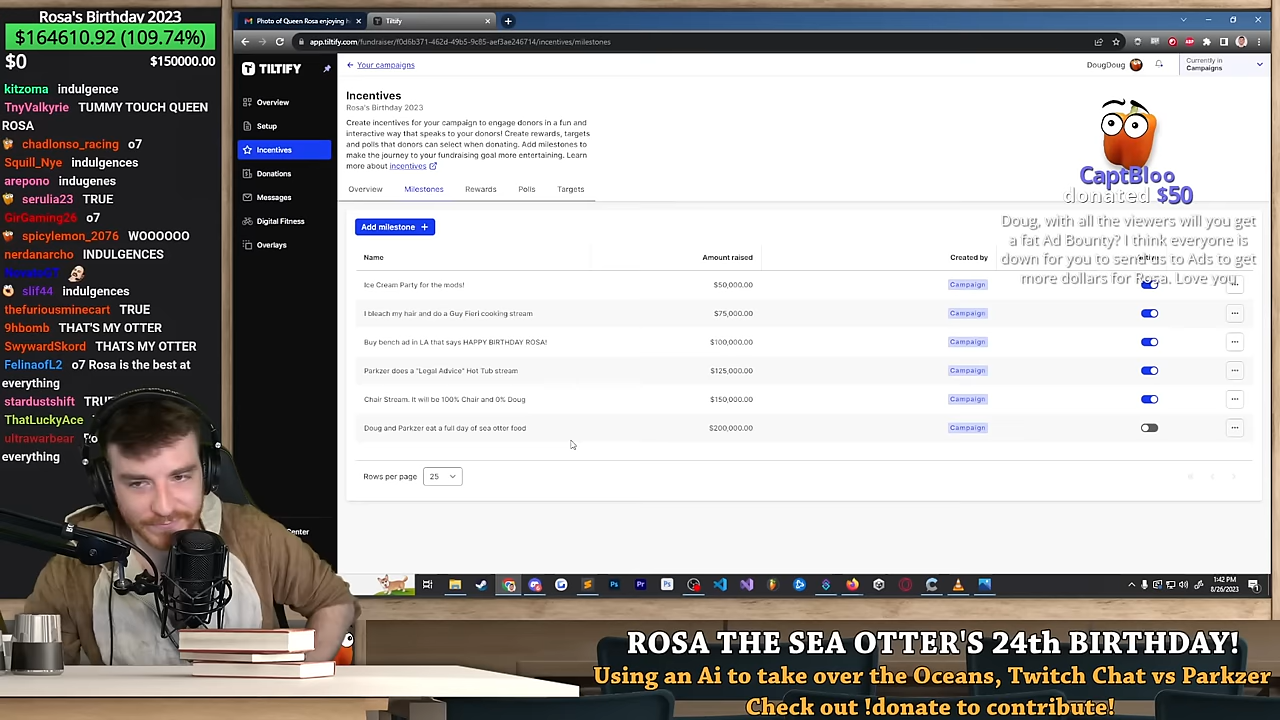 Rosa's Birthday 2023
$164610.92 (109.74%)
$0 $150000.00
kitzoma indulgence
TnyValkyrie TUMMY TOUCH QUEEN
ROSA
chadlonso_racing o7
Squill_Nye indulgences
arepono indugenes
serulia23 TRUE
GirGaming26 o7
spicylemon_2076 WOOOOOO
nerdanarcho INDULGENCES
slif44 indulgences
thefuriousminecart TRUE
9hbomb THAT'S MY OTTER
SwywardSkord THATS MY OTTER
FelinaofL2 o7 Rosa is the best at
everything
stardustshift TRU
ThatLuckyAce
ultrawarbear
everything
Photo of Queen Rosa enjoying h
Tiltify
app.tiltify.com/fundraiser/f0d6b371-462d-49b5-9c85-aef3ae246714/incentives/milestones
TILTIFY
Overview
Setup
Incentives
Donations
Messages
Digital Fitness
Overlays
Center
Your campaigns
DougDoug
Currently in
Campaigns
Incentives
Rosa's Birthday 2023
Create incentives for your campaign to engage donors in a fun and
interactive way that speaks to your donors! Create rewards, targets
and polls that donors can select when donating. Add milestones to
make the journey to your fundraising goal more entertaining. Learn
more about incentives
Overview Milestones Rewards Polls Targets
Add milestone +
Name Amount raised Created by
Ice Cream Party for the mods! $50,000.00 Campaign
I bleach my hair and do a Guy Fieri cooking stream $75,000.00 Campaign
Buy bench ad in LA that says HAPPY BIRTHDAY ROSA! $100,000.00 Campaign
Parkzer does a "Legal Advice" Hot Tub stream $125,000.00 Campaign
Chair Stream. It will be 100% Chair and 0% Doug $150,000.00 Campaign
Doug and Parkzer eat a full day of sea otter food $200,000.00 Campaign
Rows per page 25
CaptBloo
donated $50
Doug, with all the viewers will you get
a fat Ad Bounty? I think everyone is
down for you to send us to Ads to get
more dollars for Rosa. Love you
1:42 PM
8/26/2023
ROSA THE SEA OTTER'S 24th BIRTHDAY!
Using an Ai to take over the Oceans, Twitch Chat vs Parkzer
Check out !donate to contribute!